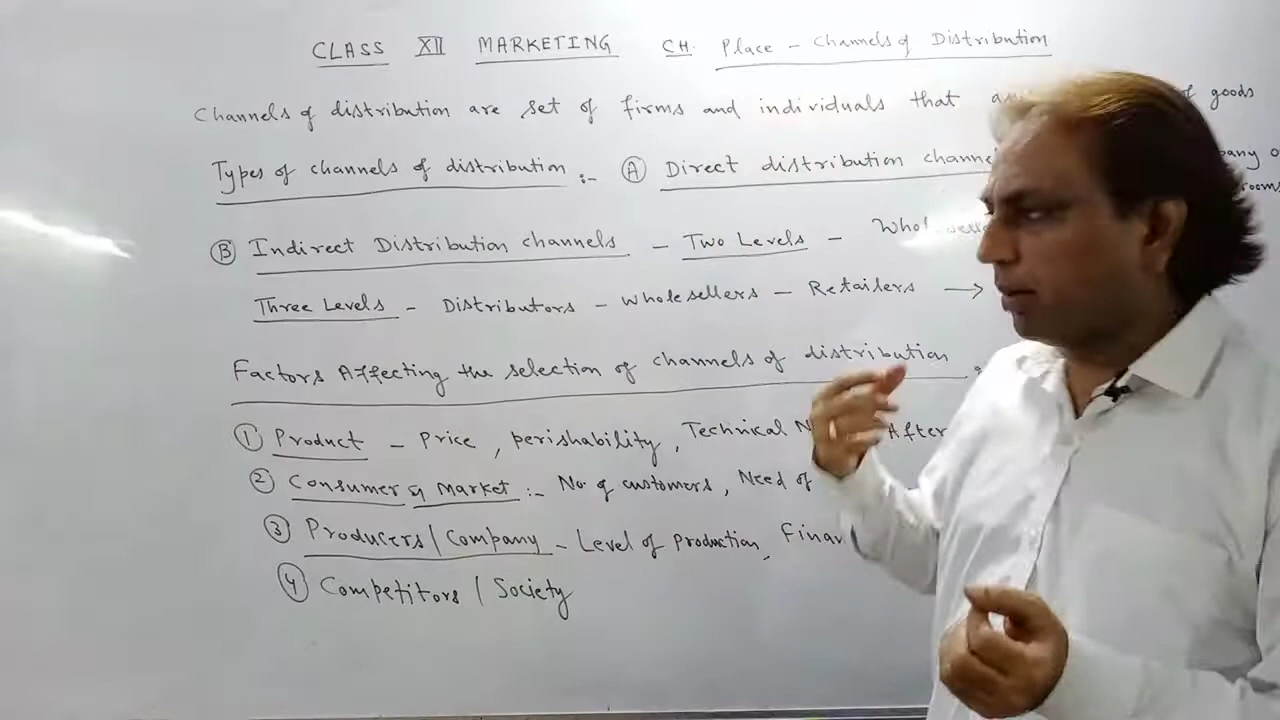 CLASS XII MARKETING CH. Place - Channels of Distribution
Channels of distribution are set of firms and individuals that of goods
Types of channels of distribution :- (A) Direct distribution
(B) Indirect Distribution channels - Two Levels -
Three Levels - Distributors - Wholesellers - Retailers →
Factors Affecting the selection of channels of distribution
① Product - Price, perishability, Technical After
② Consumer & Market :- No of customers, Need of
③ Producers / Company - Level of Production,
④ Competitors / Society